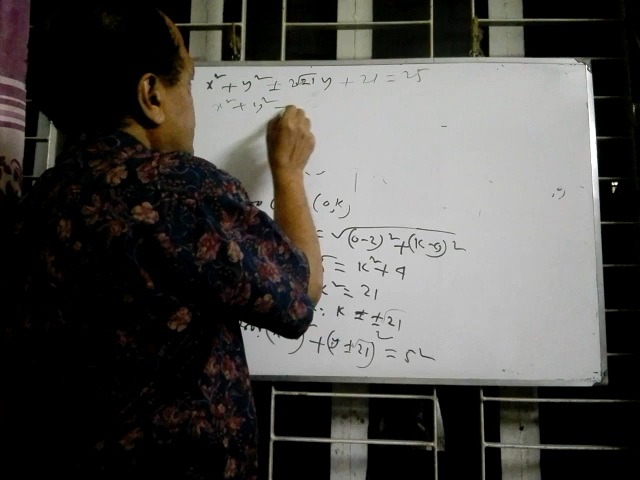 x² + y² ± 2√21 y + 21 = 25
x² + y² –
(0,k)
= √(0-2)² + (k-0)²
= k² + 4
k² = 21
∴ k = ±√21
+ (y ± √21)² = 5²